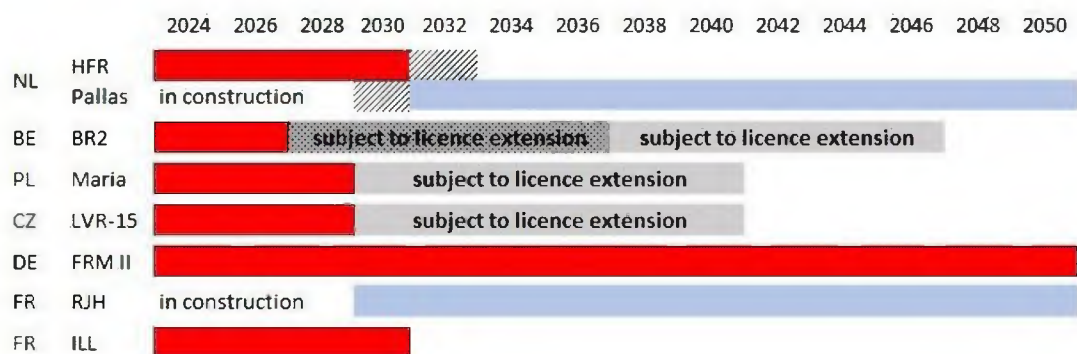 2024 2026 2028 2030 2032 2034 2036 2038 2040 2042 2044 2046 2048 2050
HFR
NL
Pallas in construction
BE BR2 subject to licence extension subject to licence extension
PL Maria subject to licence extension
CZ LVR-15 subject to licence extension
DE FRM II
FR RJH in construction
FR ILL